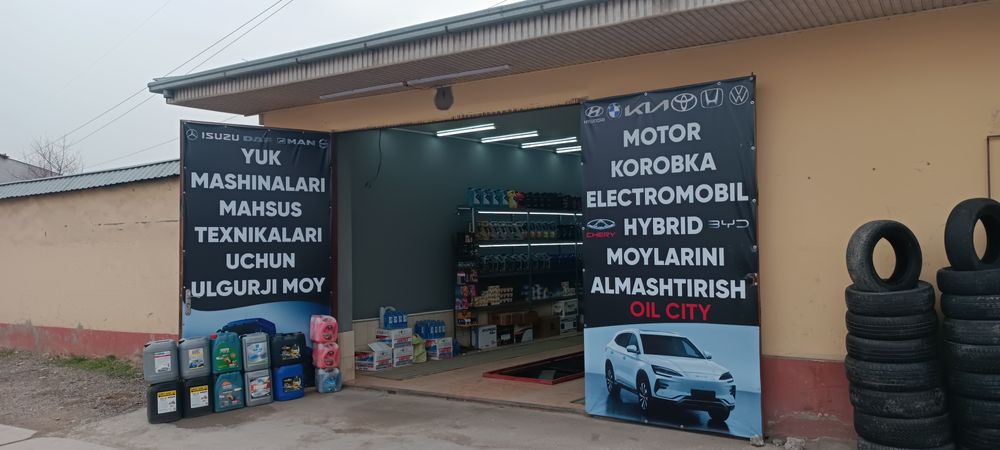 ISUZU DAF MAN
YUK
MASHINALARI
MAHSUS
TEXNIKALARI
UCHUN
ULGURJI MOY
HYUNDAI KIA
MOTOR
KOROBKA
ELECTROMOBIL
CHERY HYBRID BYD
MOYLARINI
ALMASHTIRISH
OIL CITY